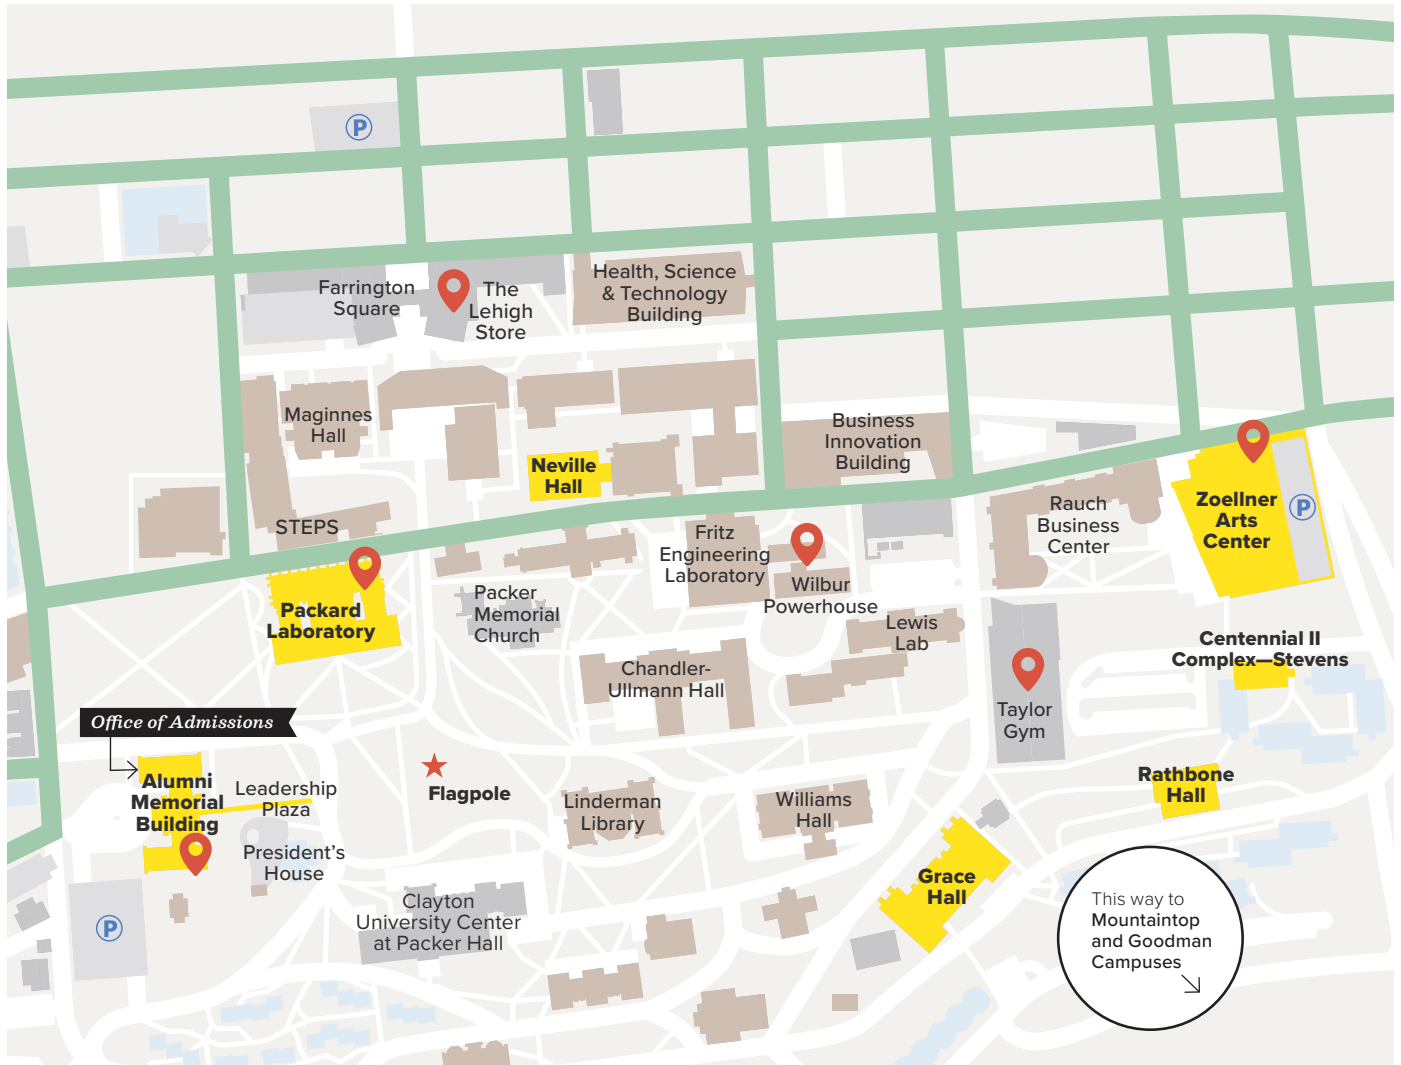 P
Farrington
Square
The
Lehigh
Store
Health, Science
& Technology
Building
Maginnes
Hall
Neville
Hall
Business
Innovation
Building
STEPS
Fritz
Engineering
Laboratory
Wilbur
Powerhouse
Rauch
Business
Center
Zoellner
Arts
Center
P
Packard
Laboratory
Packer
Memorial
Church
Lewis
Lab
Chandler-
Ullmann Hall
Centennial II
Complex—Stevens
Taylor
Gym
Office of Admissions
Alumni
Memorial
Building
Leadership
Plaza
President's
House
Flagpole
Linderman
Library
Williams
Hall
Rathbone
Hall
Grace
Hall
Clayton
University Center
at Packer Hall
P
This way to
Mountaintop
and Goodman
Campuses